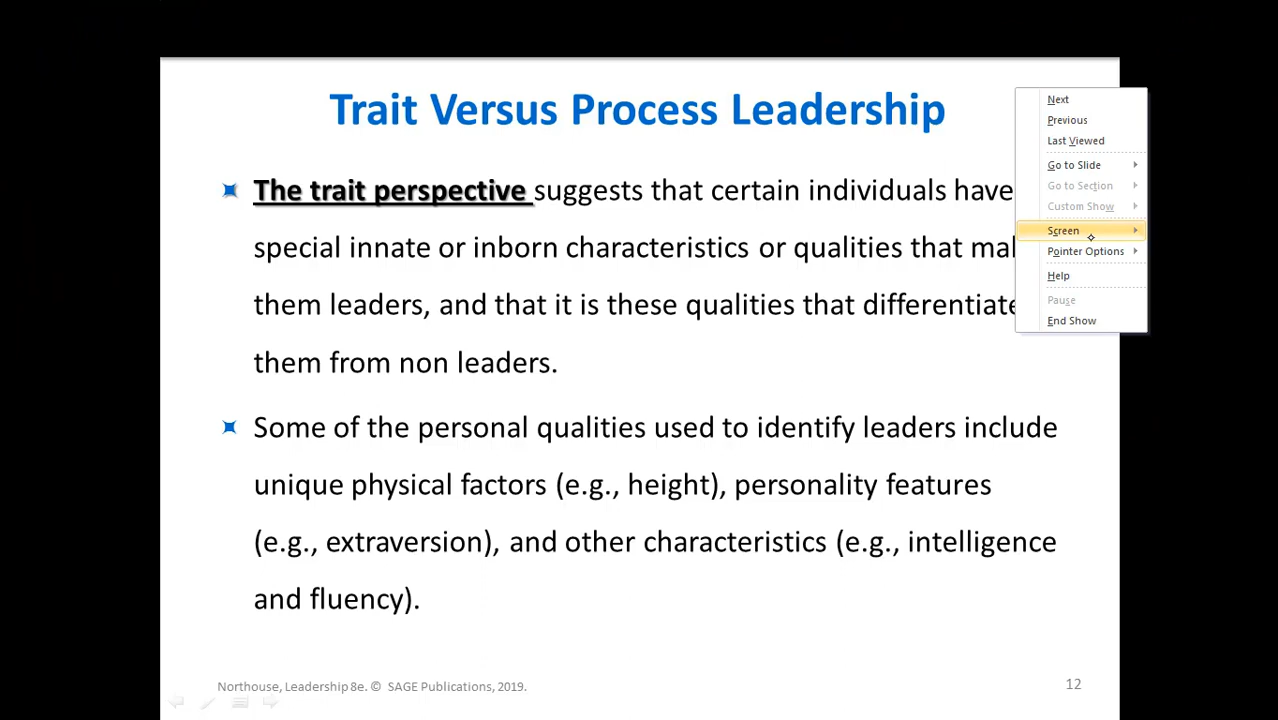 Trait Versus Process Leadership
The trait perspective suggests that certain individuals have
special innate or inborn characteristics or qualities that
them leaders, and that it is these qualities that differentiate
them from non leaders.
Some of the personal qualities used to identify leaders include
unique physical factors (e.g., height), personality features
(e.g., extraversion), and other characteristics (e.g., intelligence
and fluency).
Northouse, Leadership 8e. © SAGE Publications, 2019.
12
Next
Previous
Last Viewed
Go to Slide
Go to Section
Custom Show
Screen
Pointer Options
Help
Pause
End Show